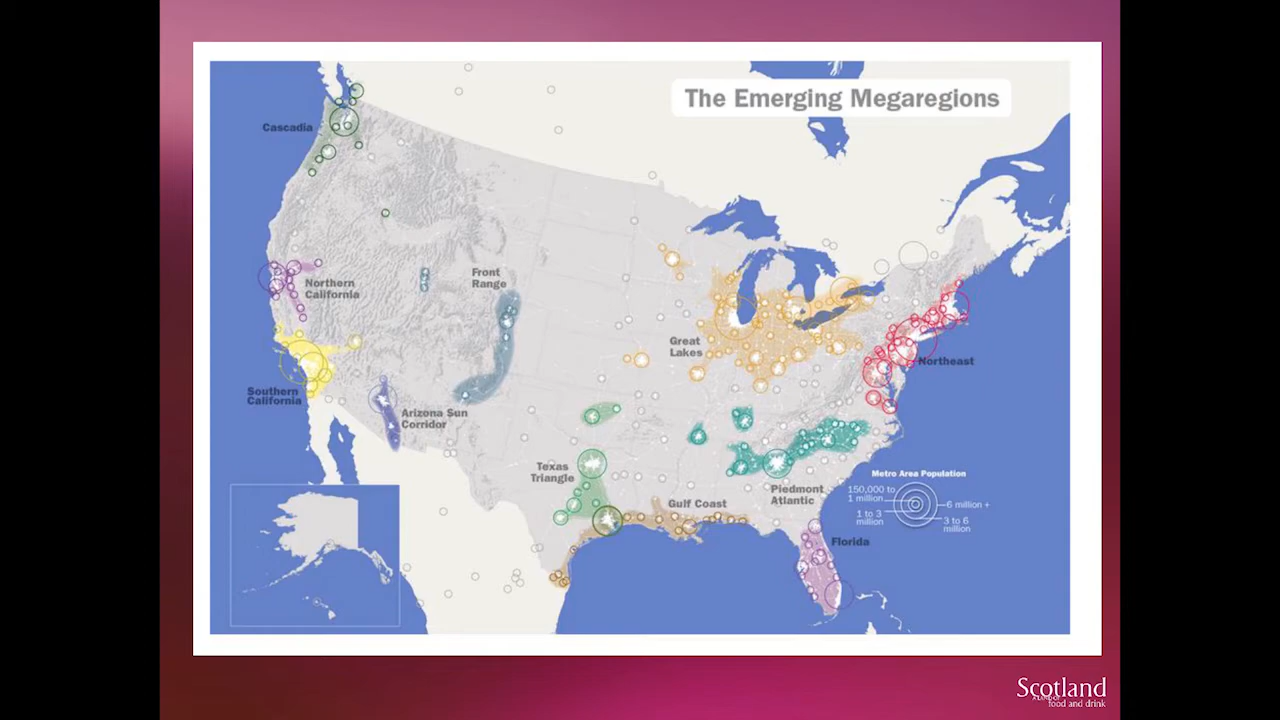 The Emerging Megaregions
Cascadia
Northern
California
Front
Range
Great
Lakes
Northeast
Southern
California
Arizona Sun
Corridor
Texas
Triangle
Gulf Coast
Piedmont
Atlantic
Florida
Metro Area Population
150,000 to
1 million
1 to 3
million
6 million +
3 to 6
million
Scotland
A LAND OF
food and drink